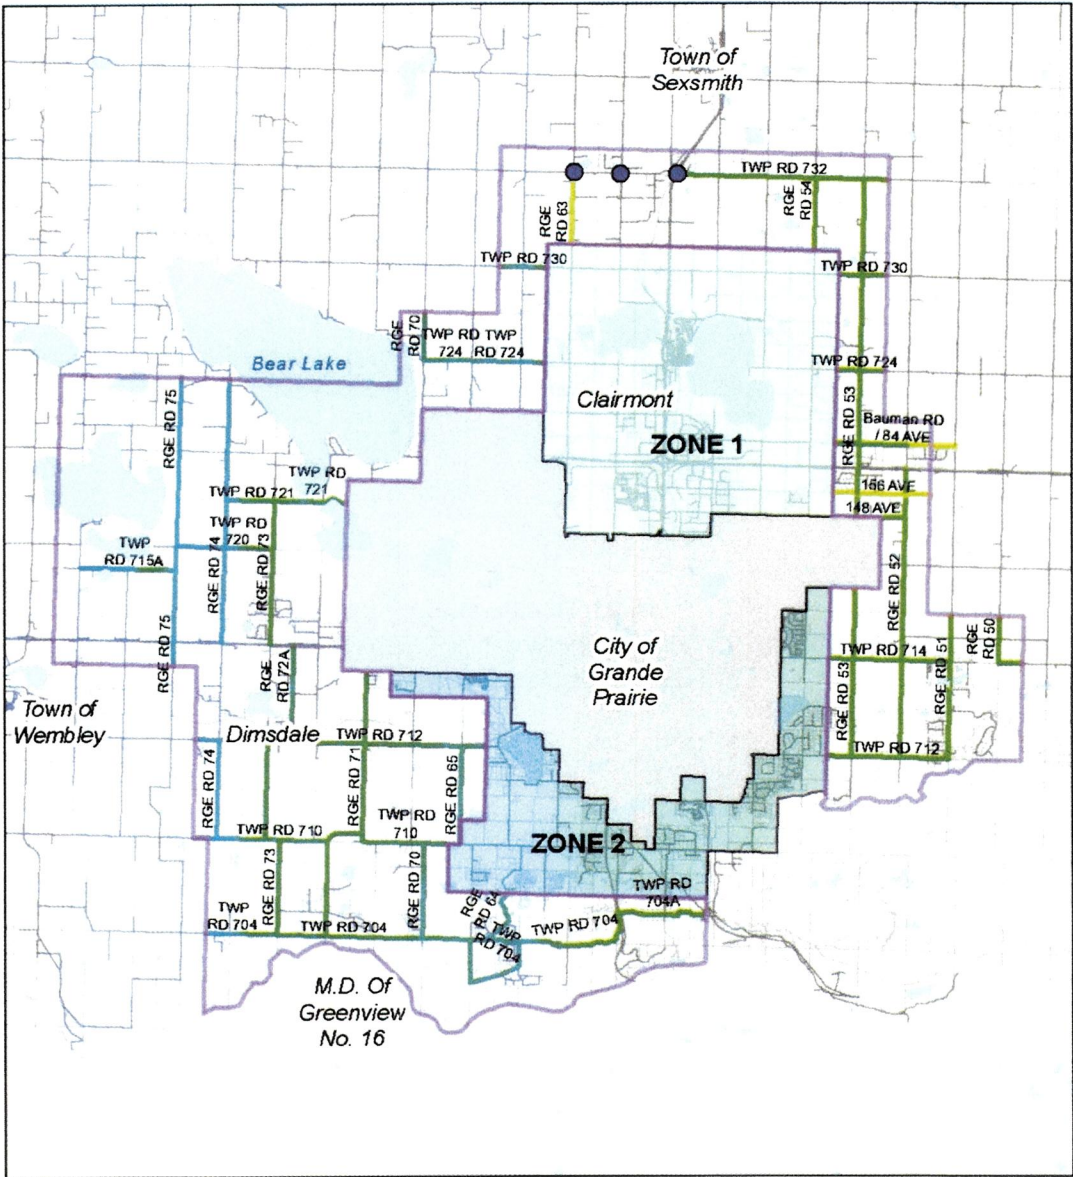 Town of
Sexsmith
TWP RD 732
RGE
RD 63
RGE
RD 54
TWP RD 730
TWP RD 730
RGE
RD 70
TWP RD
724
TWP
RD 724
TWP RD 724
Bear Lake
Clairmont
ZONE 1
RGE RD 53
Bauman RD
/ 84 AVE
156 AVE
148 AVE
RGE RD 75
TWP RD
721
TWP RD 721
TWP RD
720
TWP
RD 715A
RGE RD 74
RGE RD 73
RGE RD 52
RGE RD 75
RGE
RD 72A
City of
Grande
Prairie
TWP RD 714
RGE RD 53
RGE RD 51
RGE
RD 50
TWP RD 712
Town of
Wembley
Dimsdale
TWP RD 712
RGE RD 74
RGE RD 71
RGE RD 65
TWP RD 710
TWP RD
710
ZONE 2
RGE RD 73
RGE RD 70
TWP RD
704A
RGE
RD 64
TWP
RD 704
TWP RD 704
TWP
RD 704
TWP RD 704
M.D. Of
Greenview
No. 16